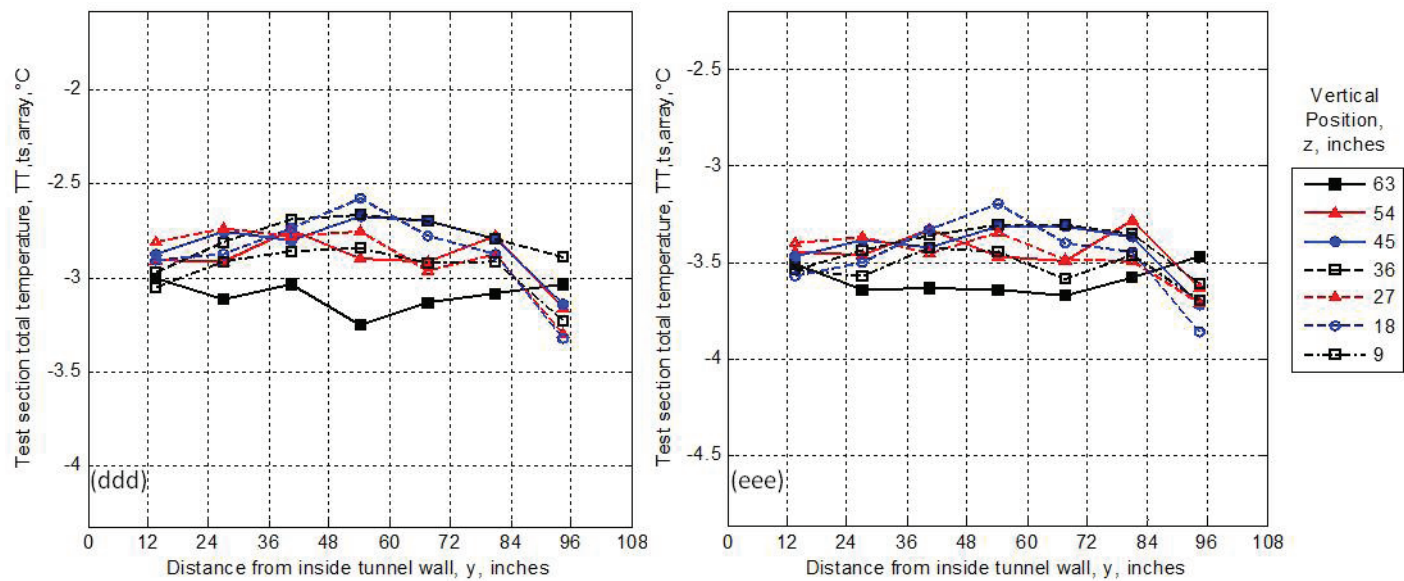 Test section total temperature, TT,ts,array,°C
-2
-2.5
-3
-3.5
-4
(ddd)
0 12 24 36 48 60 72 84 96 108
Distance from inside tunnel wall, y, inches
Test section total temperature, TT,ts,array,°C
-2.5
-3
-3.5
-4
-4.5
(eee)
0 12 24 36 48 60 72 84 96 108
Distance from inside tunnel wall, y, inches
Vertical
Position,
z, inches
63
54
45
36
27
18
9